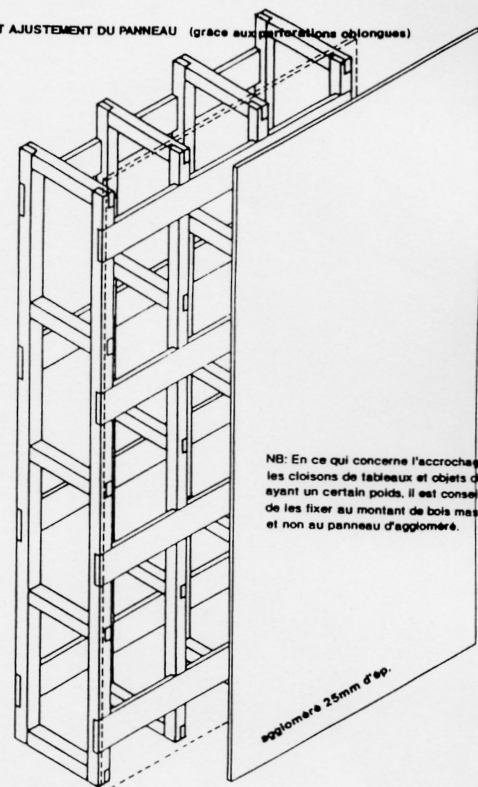 T AJUSTEMENT DU PANNEAU (grâce aux perforations oblongues)
NB: En ce qui concerne l'accrochag
les cloisons de tableaux et objets d
ayant un certain poids, il est consei
de les fixer au montant de bois mas
et non au panneau d'aggloméré.
aggloméré 25mm d'ép.